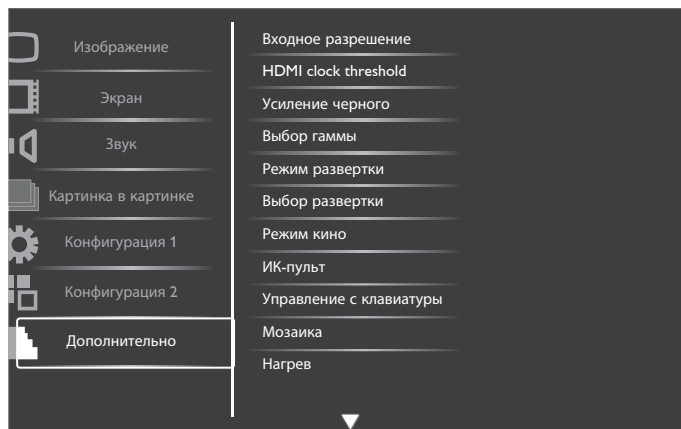 Изображение
Экран
Звук
Картинка в картинке
Конфигурация 1
Конфигурация 2
Дополнительно
Входное разрешение
HDMI clock threshold
Усиление черного
Выбор гаммы
Режим развертки
Выбор развертки
Режим кино
ИК-пульт
Управление с клавиатуры
Мозаика
Нагрев